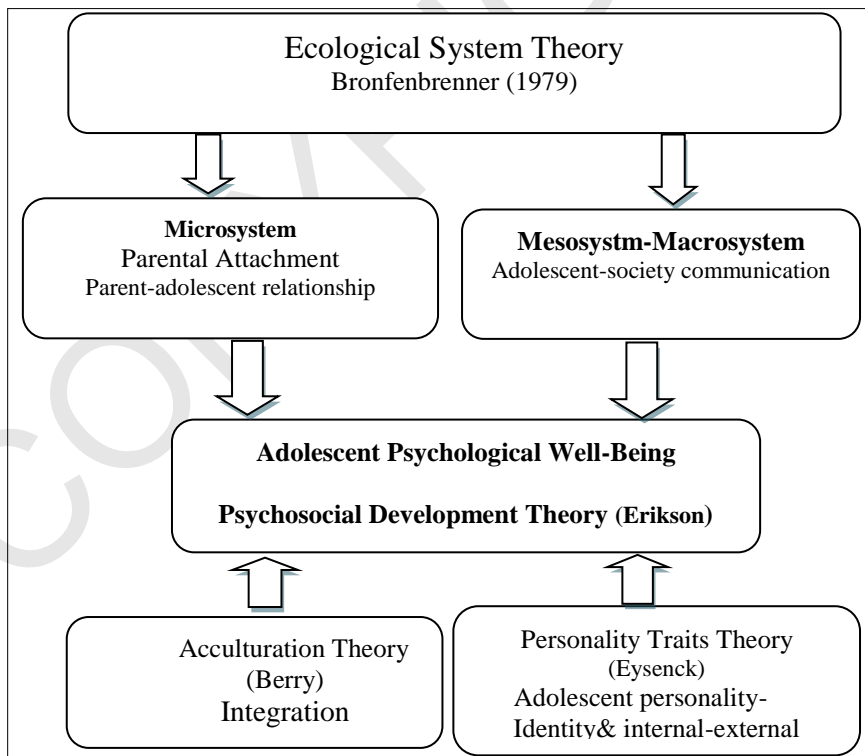 Ecological System Theory
Bronfenbrenner (1979)
Microsystem
Parental Attachment
Parent-adolescent relationship
Mesosystm-Macrosystem
Adolescent-society communication
Adolescent Psychological Well-Being
Psychosocial Development Theory (Erikson)
Acculturation Theory
(Berry)
Integration
Personality Traits Theory
(Eysenck)
Adolescent personality-
Identity& internal-external